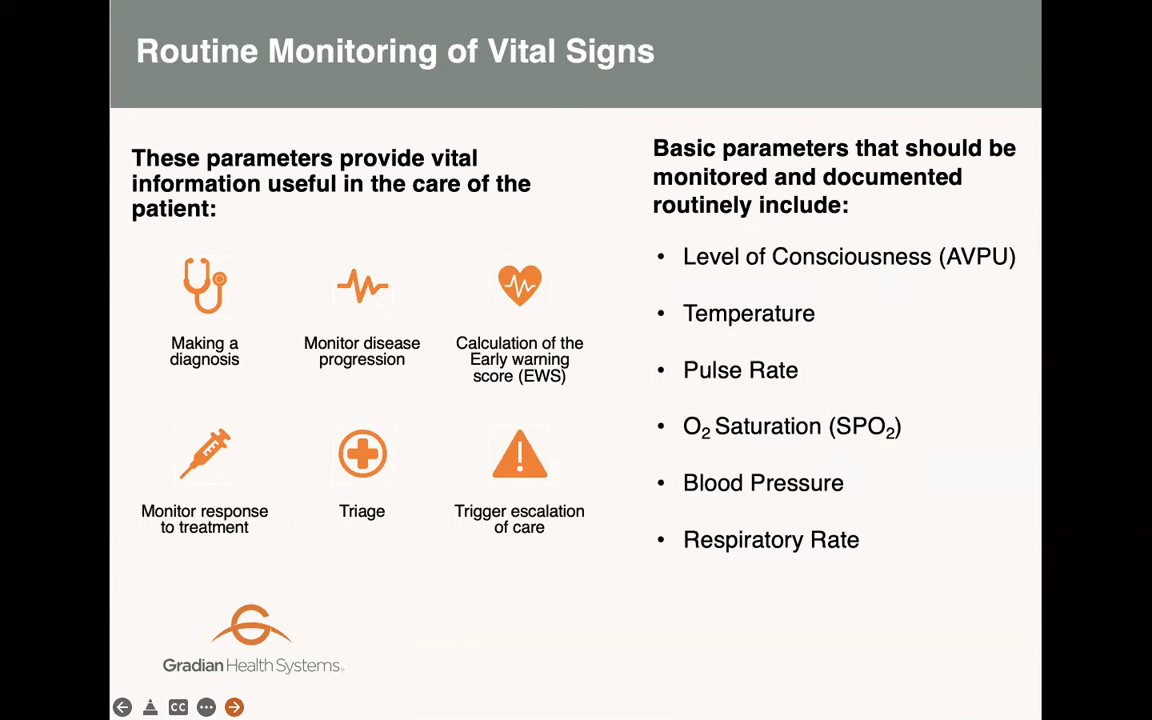 Routine Monitoring of Vital Signs
These parameters provide vital
information useful in the care of the
patient:
Making a
diagnosis
Monitor disease
progression
Calculation of the
Early warning
score (EWS)
Monitor response
to treatment
Triage
Trigger escalation
of care
Basic parameters that should be
monitored and documented
routinely include:
• Level of Consciousness (AVPU)
• Temperature
• Pulse Rate
• O₂ Saturation (SPO₂)
• Blood Pressure
• Respiratory Rate
Gradian Health Systems
CC